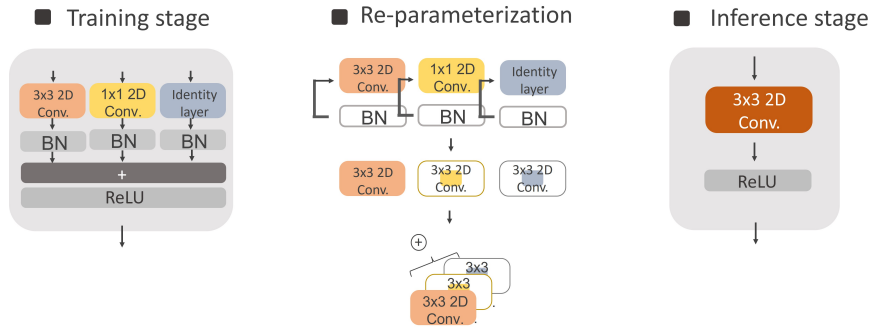 Training stage
3x3 2D
Conv.
1x1 2D
Conv.
Identity
layer
BN
BN
BN
+
ReLU
Re-parameterization
3x3 2D
Conv.
1x1 2D
Conv.
Identity
layer
BN
BN
BN
3x3 2D
Conv.
3x3 2D
Conv.
3x3 2D
Conv.
+
3x3
3x3
3x3 2D
Conv.
Inference stage
3x3 2D
Conv.
ReLU